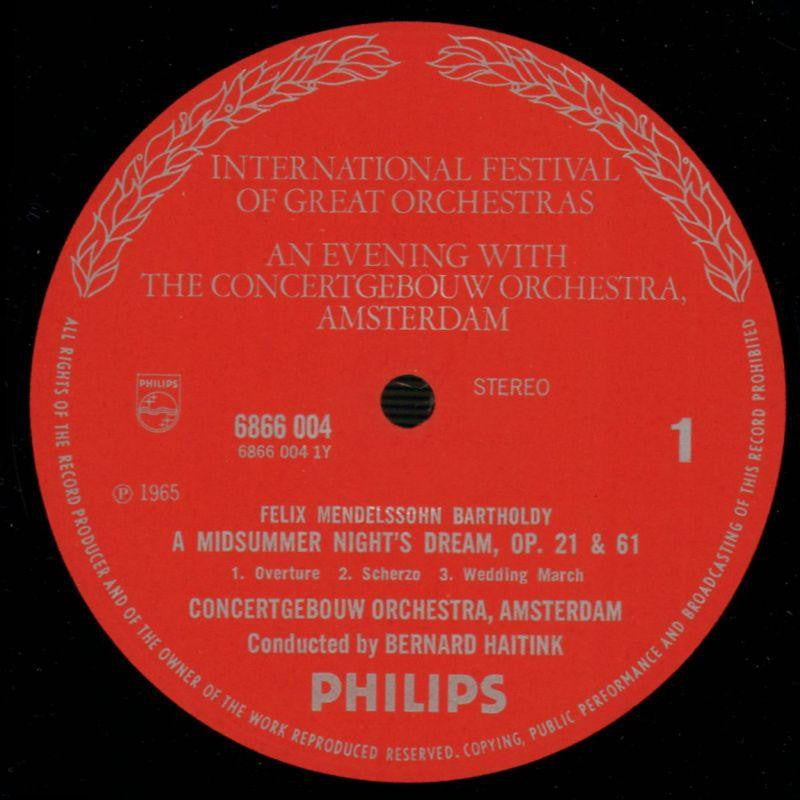 INTERNATIONAL FESTIVAL
OF GREAT ORCHESTRAS
AN EVENING WITH
THE CONCERTGEBOUW ORCHESTRA,
AMSTERDAM
PHILIPS
STEREO
6866 004
6866 004 1Y
1
℗ 1965
FELIX MENDELSSOHN BARTHOLDY
A MIDSUMMER NIGHT'S DREAM, OP. 21 & 61
1. Overture 2. Scherzo 3. Wedding March
CONCERTGEBOUW ORCHESTRA, AMSTERDAM
Conducted by BERNARD HAITINK
PHILIPS
ALL RIGHTS OF THE RECORD PRODUCER AND OF THE OWNER OF THE WORK REPRODUCED RESERVED. COPYING, PUBLIC PERFORMANCE AND BROADCASTING OF THIS RECORD PROHIBITED